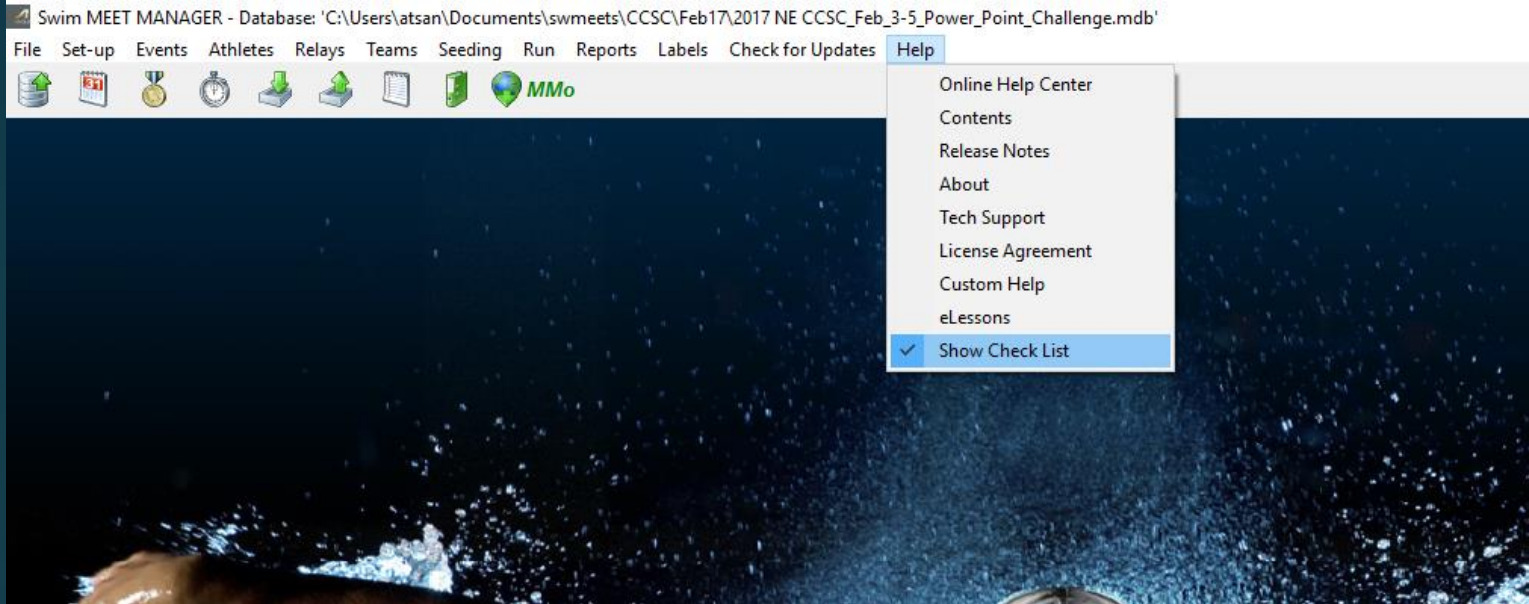 Swim MEET MANAGER - Database: 'C:\Users\atsan\Documents\swmeets\CCSC\Feb17\2017 NE CCSC_Feb_3-5_Power_Point_Challenge.mdb'
File Set-up Events Athletes Relays Teams Seeding Run Reports Labels Check for Updates Help
31 MMo
Online Help Center
Contents
Release Notes
About
Tech Support
License Agreement
Custom Help
eLessons
Show Check List